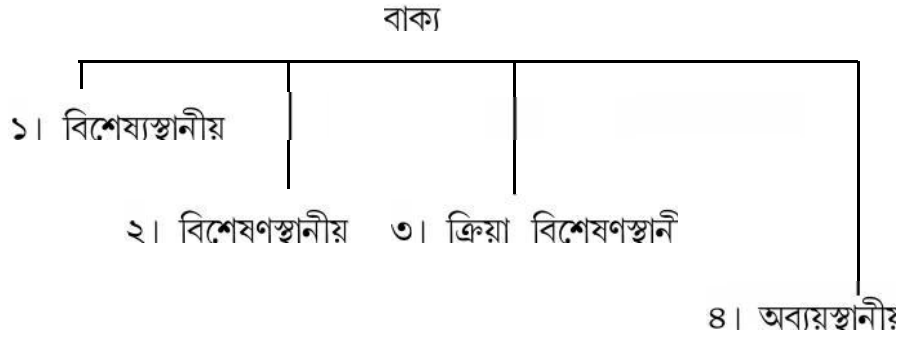 বাক্য
১। বিশেষ্যস্থানীয়
২। বিশেষণস্থানীয় ৩। ক্রিয়া বিশেষণস্থানী
৪। অব্যয়স্থানীয়